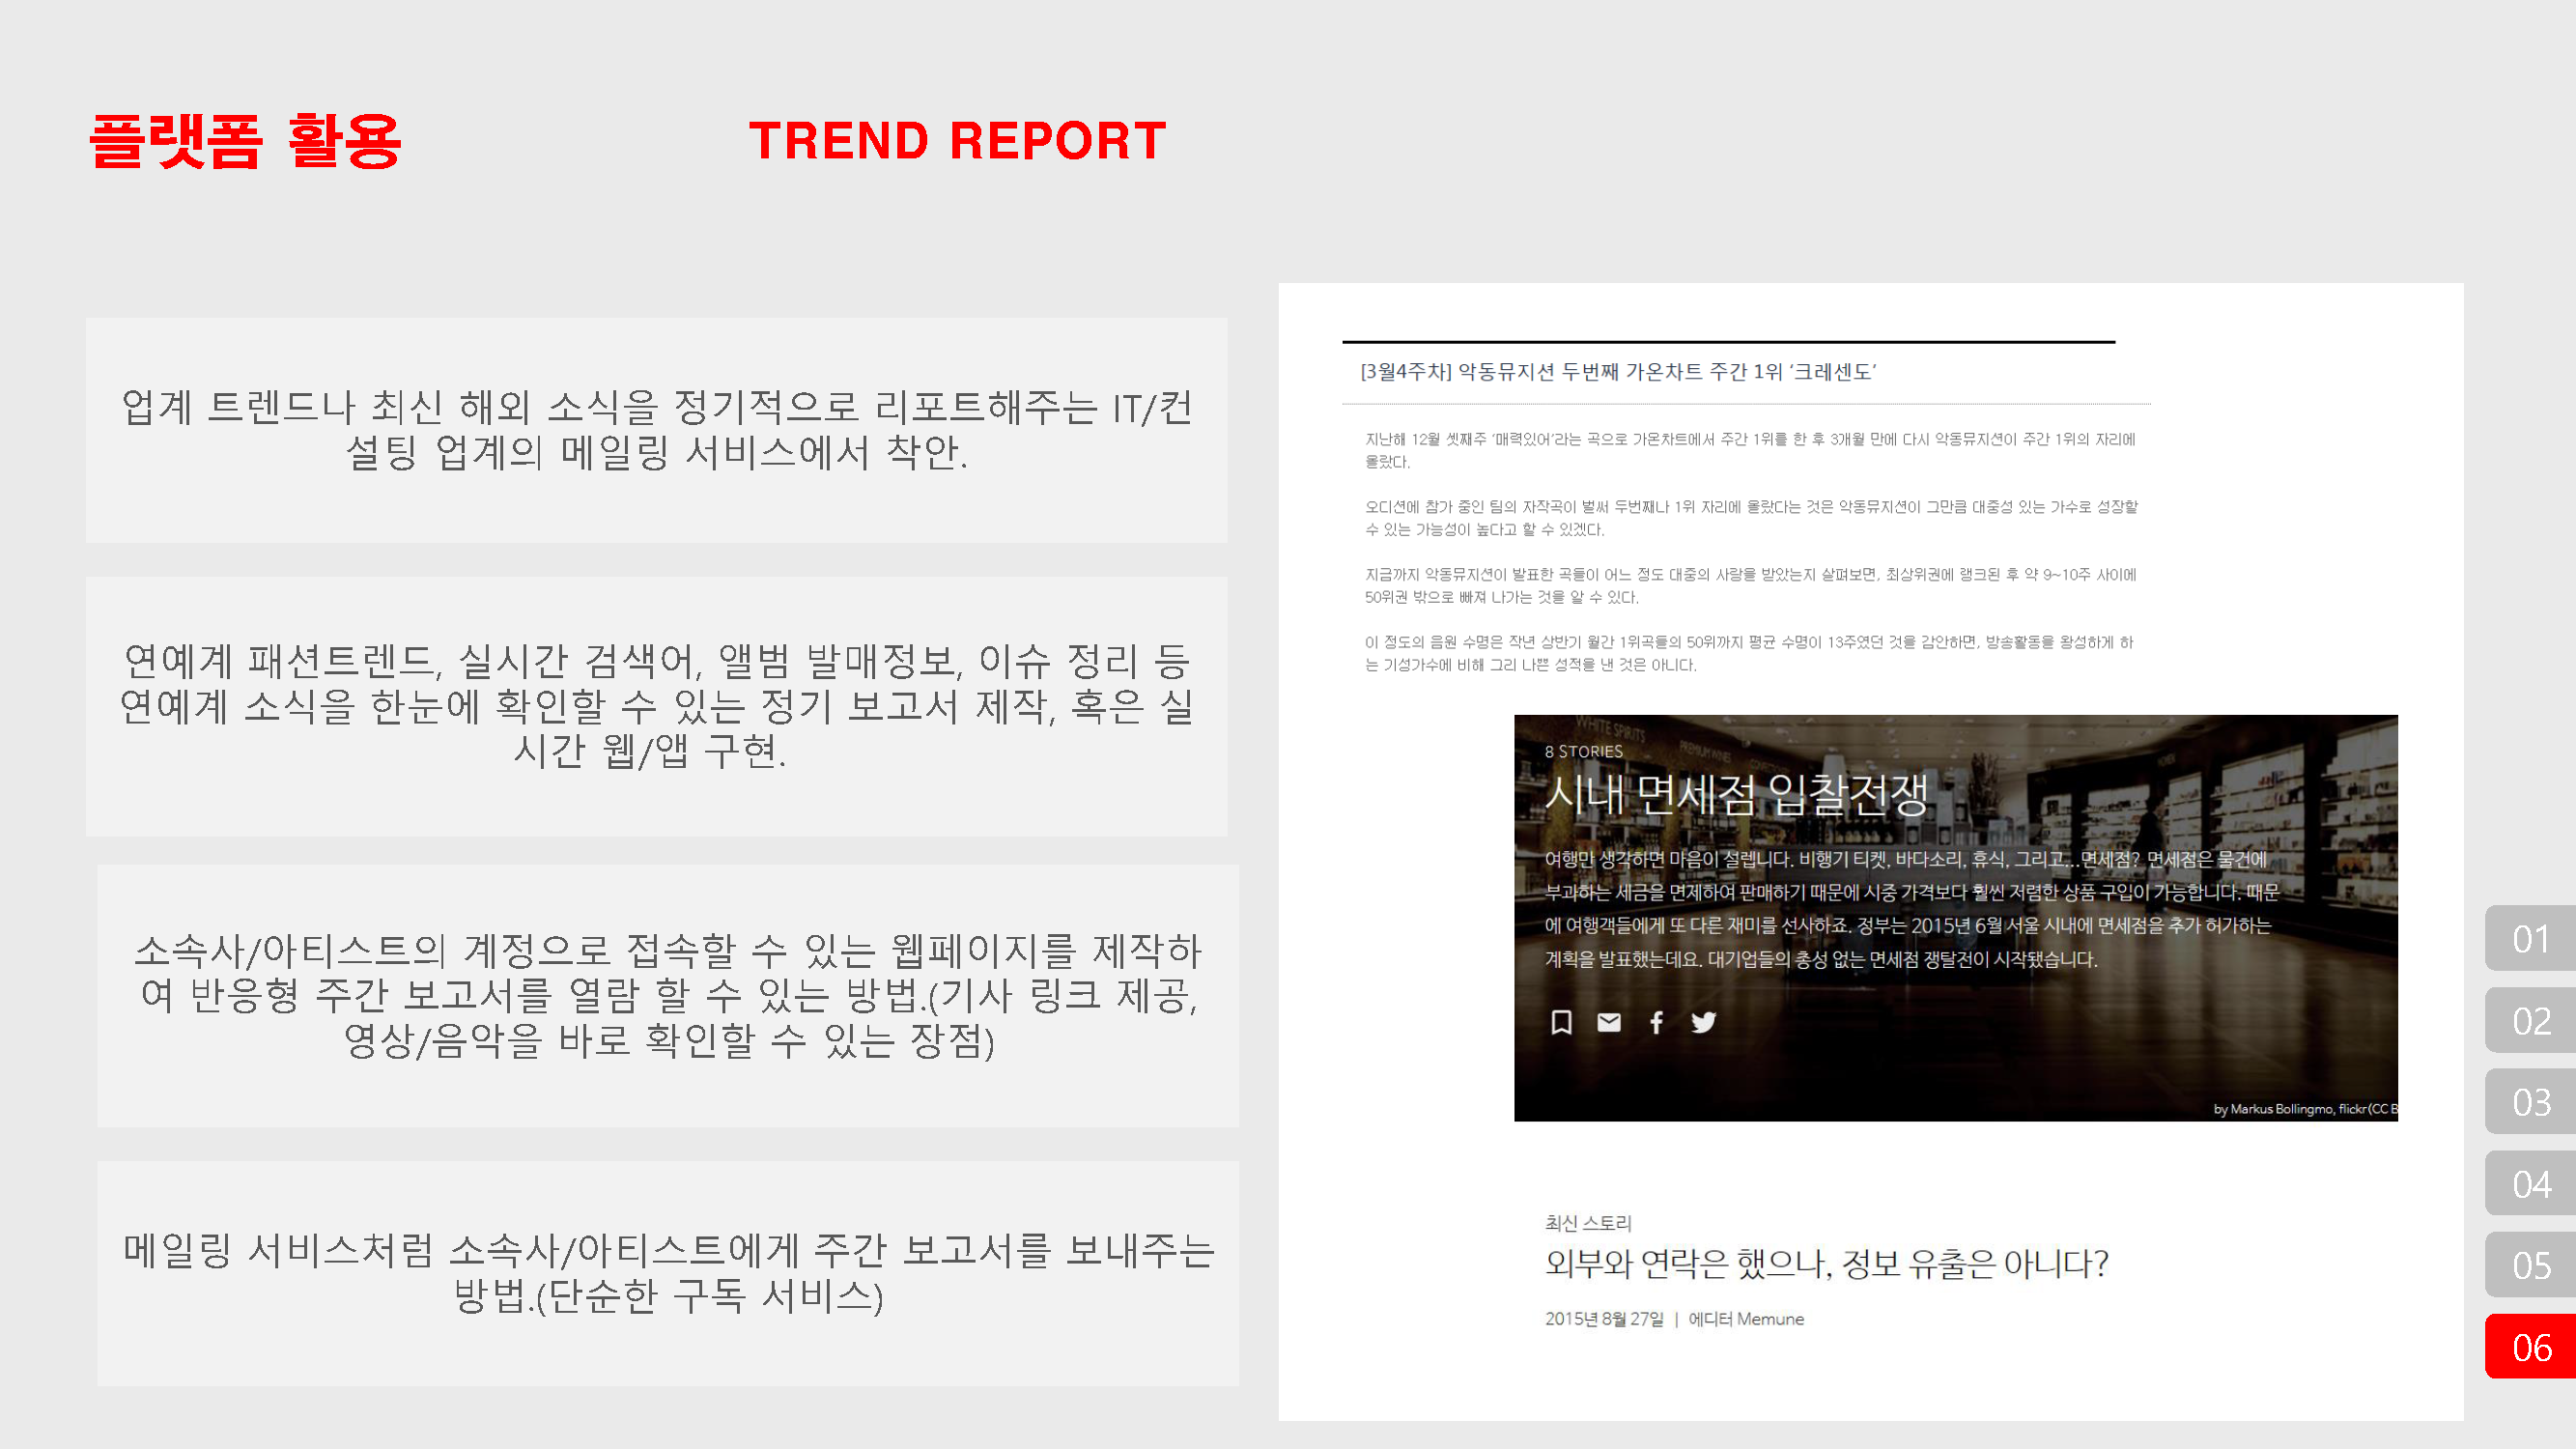 플랫폼 활용
TREND REPORT
업계 트렌드나 최신 해외 소식을 정기적으로 리포트해주는 IT/컨
설팅 업계의 메일링 서비스에서 착안.
연예계 패션트렌드, 실시간 검색어, 앨범 발매정보, 이슈 정리 등
연예계 소식을 한눈에 확인할 수 있는 정기 보고서 제작, 혹은 실
시간 웹/앱 구현.
소속사/아티스트의 계정으로 접속할 수 있는 웹페이지를 제작하
여 반응형 주간 보고서를 열람 할 수 있는 방법.(기사 링크 제공,
영상/음악을 바로 확인할 수 있는 장점)
메일링 서비스처럼 소속사/아티스트에게 주간 보고서를 보내주는
방법.(단순한 구독 서비스)
[3월4주차] 악동뮤지션 두번째 가온차트 주간 1위 '크레센도'
지난해 12월 셋째주 '매력있어'라는 곡으로 가온차트에서 주간 1위를 한 후 3개월 만에 다시 악동뮤지션이 주간 1위의 자리에
올랐다.
오디션에 참가 중인 팀의 자작곡이 벌써 두번째나 1위 자리에 올랐다는 것은 악동뮤지션이 그만큼 대중성 있는 가수로 성장할
수 있는 가능성이 높다고 할 수 있겠다.
지금까지 악동뮤지션이 발표한 곡들이 어느 정도 대중의 사랑을 받았는지 살펴보면, 최상위권에 랭크된 후 약 9~10주 사이에
50위권 밖으로 빠져 나가는 것을 알 수 있다.
이 정도의 음원 수명은 작년 상반기 월간 1위곡들의 50위까지 평균 수명이 13주였던 것을 감안하면, 방송활동을 왕성하게 하
는 기성가수에 비해 그리 나쁜 성적을 낸 것은 아니다.
WHITE SPIRITS
PREMIUM WINES
8 STORIES
시내 면세점 입찰전쟁
여행만 생각하면 마음이 설렙니다. 비행기 티켓, 바다소리, 휴식, 그리고...면세점? 면세점은 물건에
부과하는 세금을 면제하여 판매하기 때문에 시중 가격보다 훨씬 저렴한 상품 구입이 가능합니다. 때문
에 여행객들에게 또 다른 재미를 선사하죠. 정부는 2015년 6월 서울 시내에 면세점을 추가 허가하는
계획을 발표했는데요. 대기업들의 총성 없는 면세점 쟁탈전이 시작됐습니다.
by Markus Bollingmo, flickr(CC B
최신 스토리
외부와 연락은 했으나, 정보 유출은 아니다?
2015년 8월 27일 | 에디터 Memune
01
02
03
04
05
06